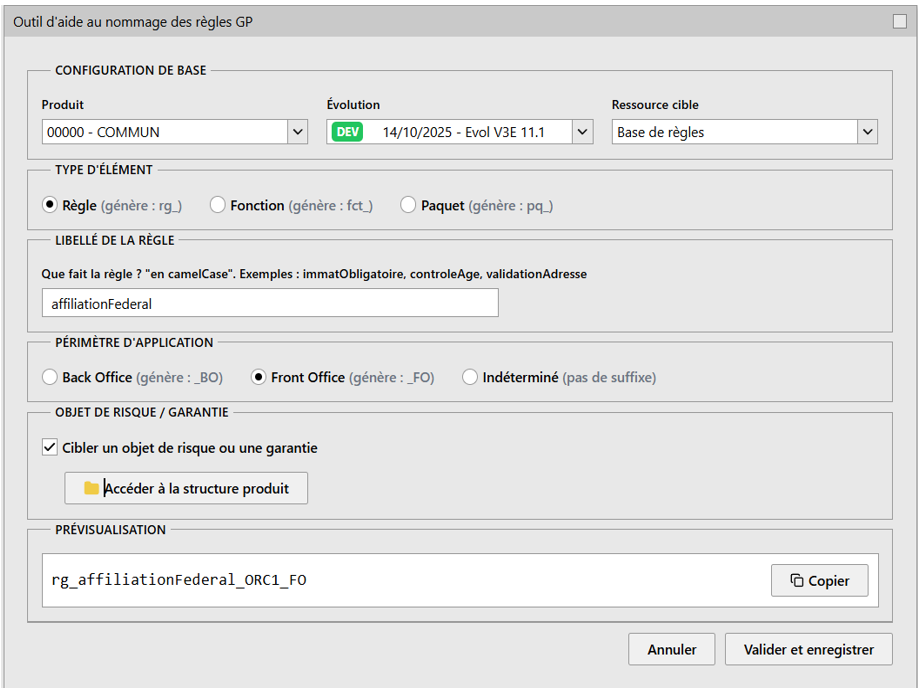 Outil d'aide au nommage des règles GP
CONFIGURATION DE BASE
Produit
Évolution
Ressource cible
00000 - COMMUN
DEV 14/10/2025 - Evol V3E 11.1
Base de règles
TYPE D'ÉLÉMENT
Règle (génère : rg_)
Fonction (génère : fct_)
Paquet (génère : pq_)
LIBELLÉ DE LA RÈGLE
Que fait la règle ? "en camelCase". Exemples : immatObligatoire, controleAge, validationAdresse
affiliationFederal
PÉRIMÈTRE D'APPLICATION
Back Office (génère : _BO)
Front Office (génère : _FO)
Indéterminé (pas de suffixe)
OBJET DE RISQUE / GARANTIE
Cibler un objet de risque ou une garantie
Accéder à la structure produit
PRÉVISUALISATION
rg_affiliationFederal_ORC1_FO
Copier
Annuler
Valider et enregistrer